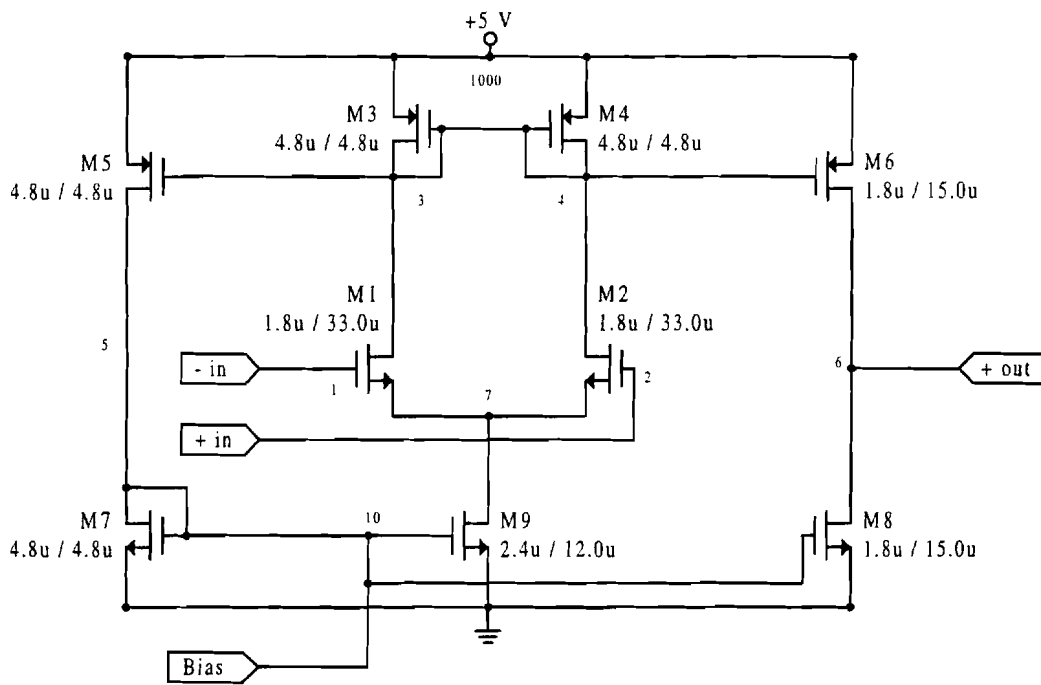 +5 V
1000
M3
4.8u / 4.8u
M4
4.8u / 4.8u
M5
4.8u / 4.8u
M6
1.8u / 15.0u
3
4
M1
1.8u / 33.0u
M2
1.8u / 33.0u
5
- in
1
2
6
+ out
7
+ in
M7
4.8u / 4.8u
10
M9
2.4u / 12.0u
M8
1.8u / 15.0u
Bias